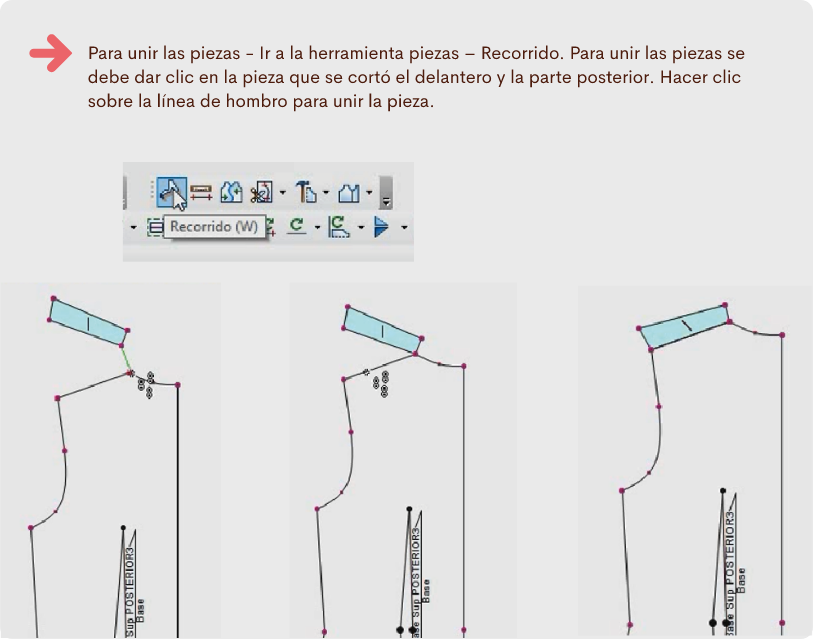 Para unir las piezas - Ir a la herramienta piezas – Recorrido. Para unir las piezas se
debe dar clic en la pieza que se cortó el delantero y la parte posterior. Hacer clic
sobre la línea de hombro para unir la pieza.
Recorrido (W)
Sup POSTERIOR3-
Base
ase Sup POSTERIOR3-
Base
ase Sup POSTERIOR3-
Base